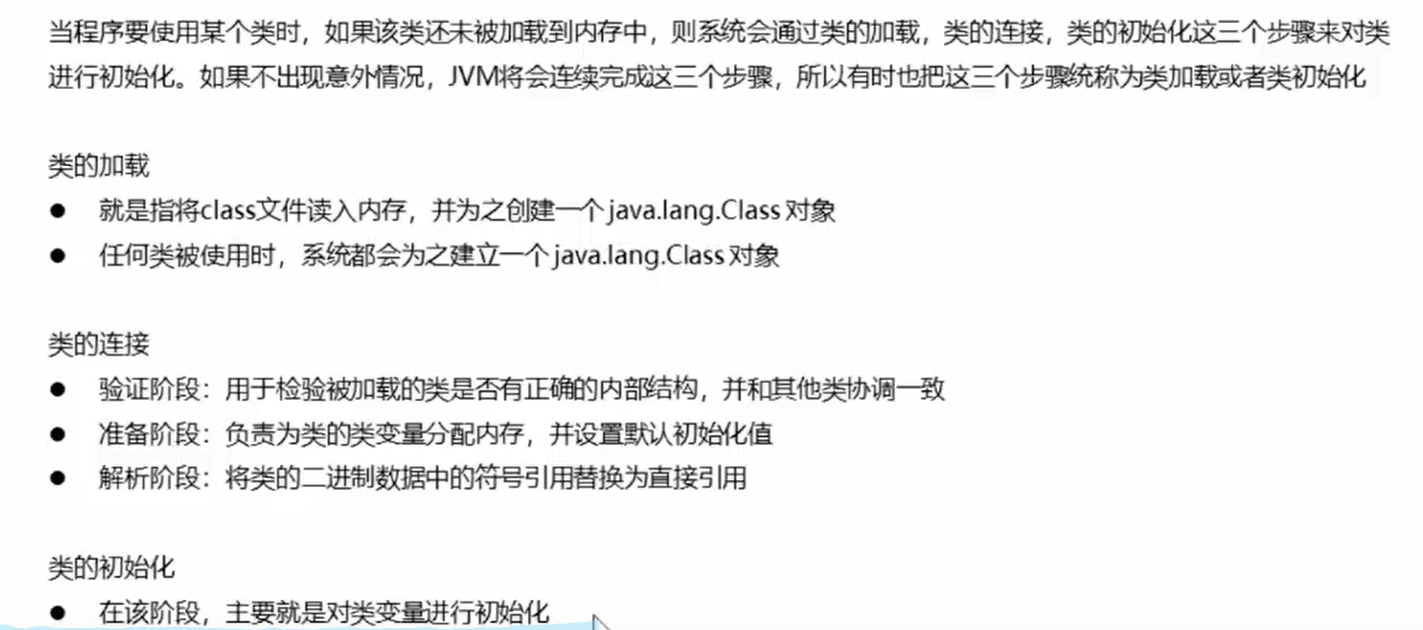 当程序要使用某个类时，如果该类还未被加载到内存中，则系统会通过类的加载，类的连接，类的初始化这三个步骤来对类
进行初始化。如果不出现意外情况，JVM将会连续完成这三个步骤，所以有时也把这三个步骤统称为类加载或者类初始化
类的加载
● 就是指将class文件读入内存，并为之创建一个 java.lang.Class 对象
● 任何类被使用时，系统都会为之建立一个 java.lang.Class 对象
类的连接
● 验证阶段：用于检验被加载的类是否有正确的内部结构，并和其他类协调一致
● 准备阶段：负责为类的类变量分配内存，并设置默认初始化值
● 解析阶段：将类的二进制数据中的符号引用替换为直接引用
类的初始化
● 在该阶段，主要就是对类变量进行初始化